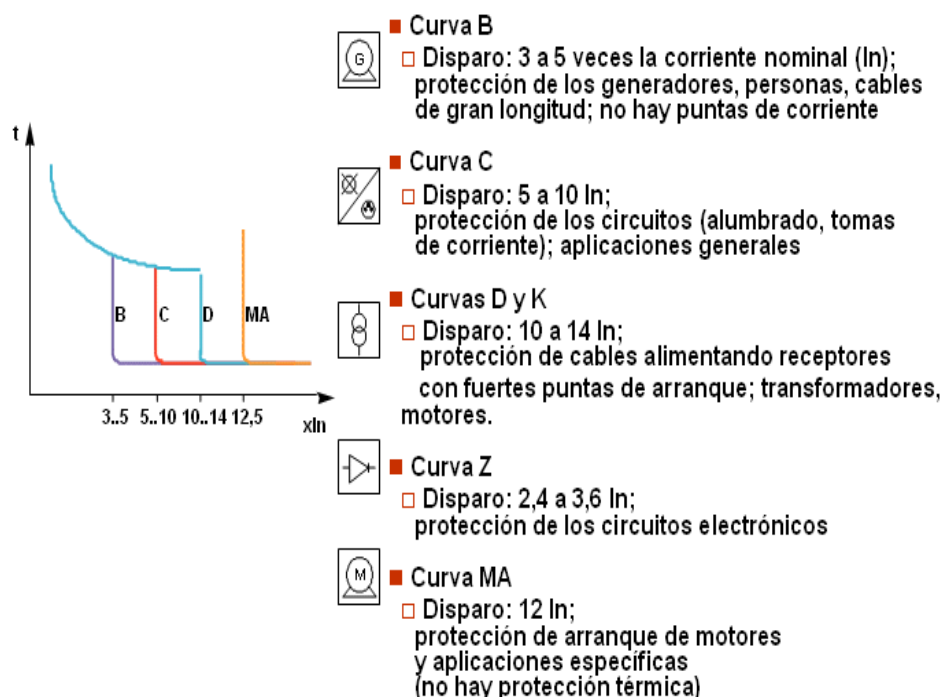 t
B
C
D
MA
3..5 5..10 10..14 12,5
xIn
G
Curva B
Disparo: 3 a 5 veces la corriente nominal (In);
protección de los generadores, personas, cables
de gran longitud; no hay puntas de corriente
Curva C
Disparo: 5 a 10 In;
protección de los circuitos (alumbrado, tomas
de corriente); aplicaciones generales
Curvas D y K
Disparo: 10 a 14 In;
protección de cables alimentando receptores
con fuertes puntas de arranque; transformadores,
motores.
Curva Z
Disparo: 2,4 a 3,6 In;
protección de los circuitos electrónicos
M
Curva MA
Disparo: 12 In;
protección de arranque de motores
y aplicaciones específicas
(no hay protección térmica)